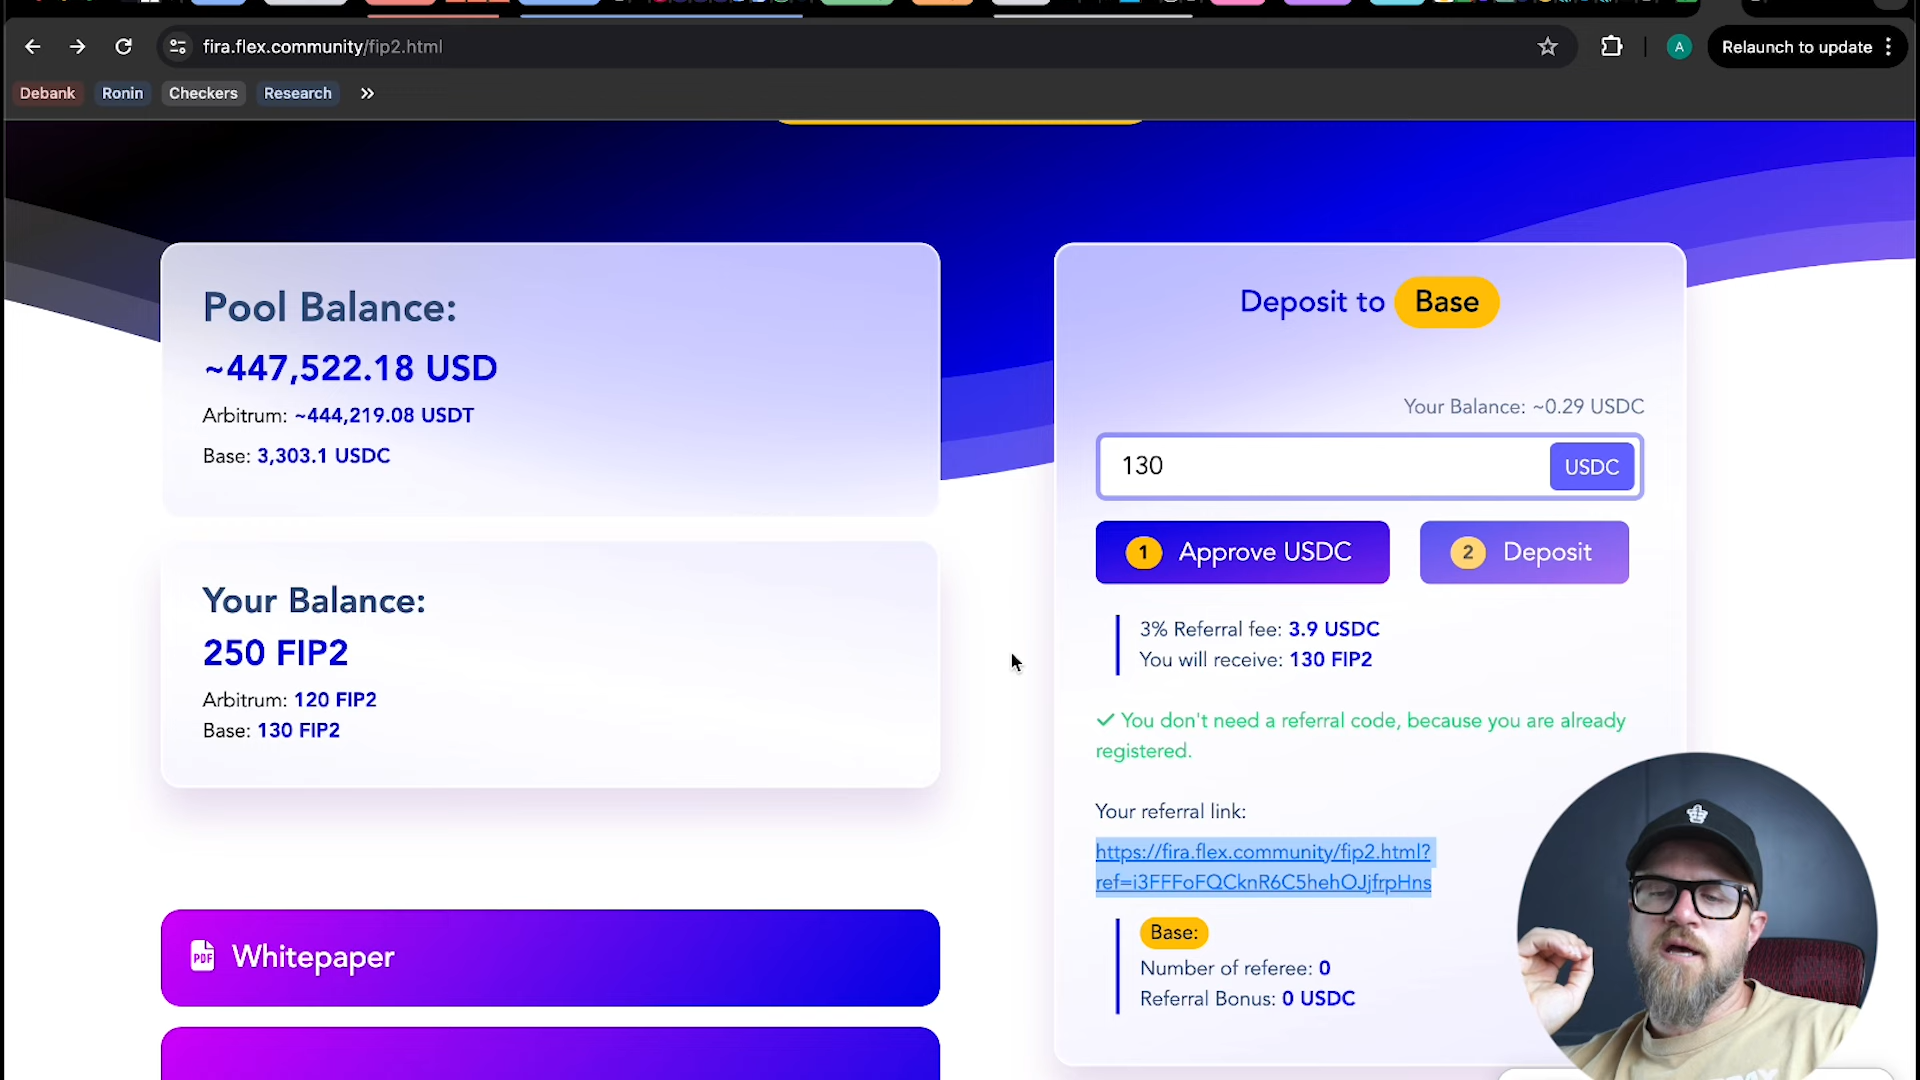 fira.flex.community/fip2.html
A
Relaunch to update
Debank
Ronin
Checkers
Research
Pool Balance:
~447,522.18 USD
Arbitrum: ~444,219.08 USDT
Base: 3,303.1 USDC
Your Balance:
250 FIP2
Arbitrum: 120 FIP2
Base: 130 FIP2
PDF Whitepaper
Deposit to Base
Your Balance: ~0.29 USDC
130 USDC
1 Approve USDC
2 Deposit
3% Referral fee: 3.9 USDC
You will receive: 130 FIP2
You don't need a referral code, because you are already
registered.
Your referral link:
https://fira.flex.community/fip2.html?
ref=i3FFFoFQCknR6C5hehOJjfrpHns
Base:
Number of referee: 0
Referral Bonus: 0 USDC